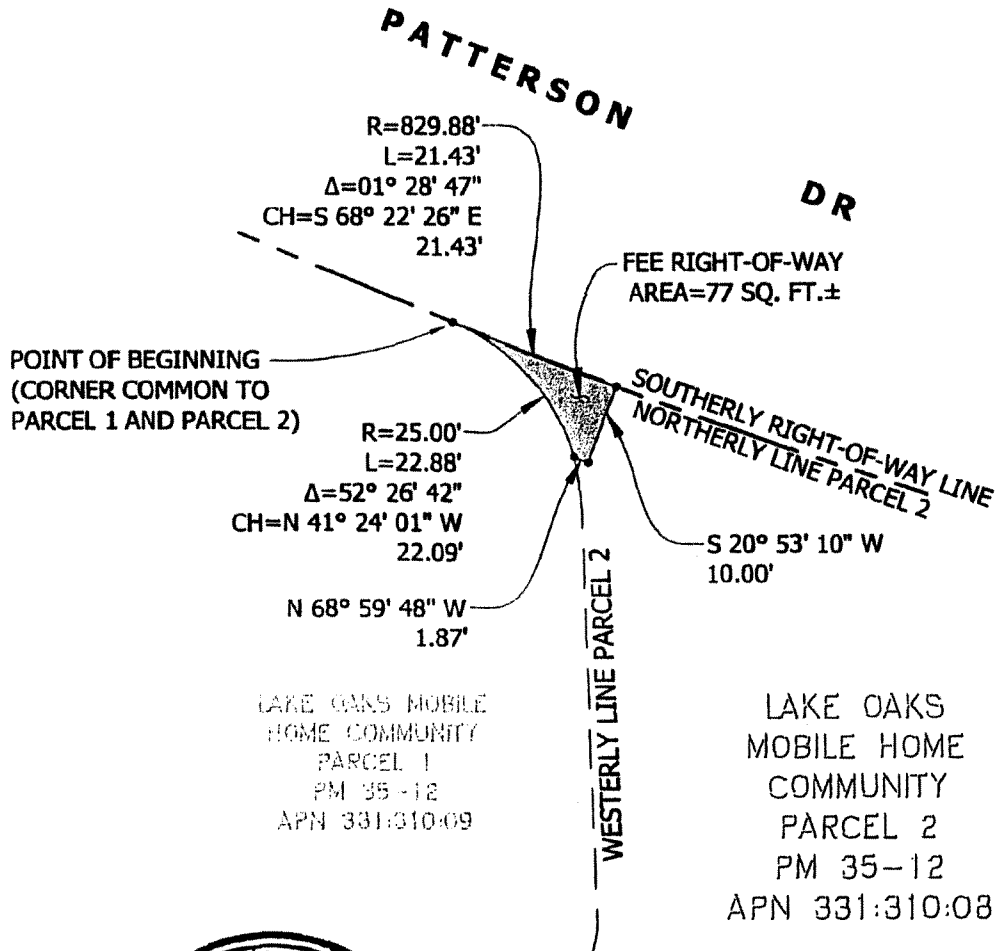 PATTERSON
DR
R=829.88'
L=21.43'
Δ=01° 28' 47"
CH=S 68° 22' 26" E
21.43'
FEE RIGHT-OF-WAY
AREA=77 SQ. FT.±
POINT OF BEGINNING
(CORNER COMMON TO
PARCEL 1 AND PARCEL 2)
SOUTHERLY RIGHT-OF-WAY LINE
NORTHERLY LINE PARCEL 2
R=25.00'
L=22.88'
Δ=52° 26' 42"
CH=N 41° 24' 01" W
22.09'
S 20° 53' 10" W
10.00'
N 68° 59' 48" W
1.87'
WESTERLY LINE PARCEL 2
LAKE OAKS MOBILE
HOME COMMUNITY
PARCEL 1
PM 35-12
APN 331:310:09
LAKE OAKS
MOBILE HOME
COMMUNITY
PARCEL 2
PM 35-12
APN 331:310:08